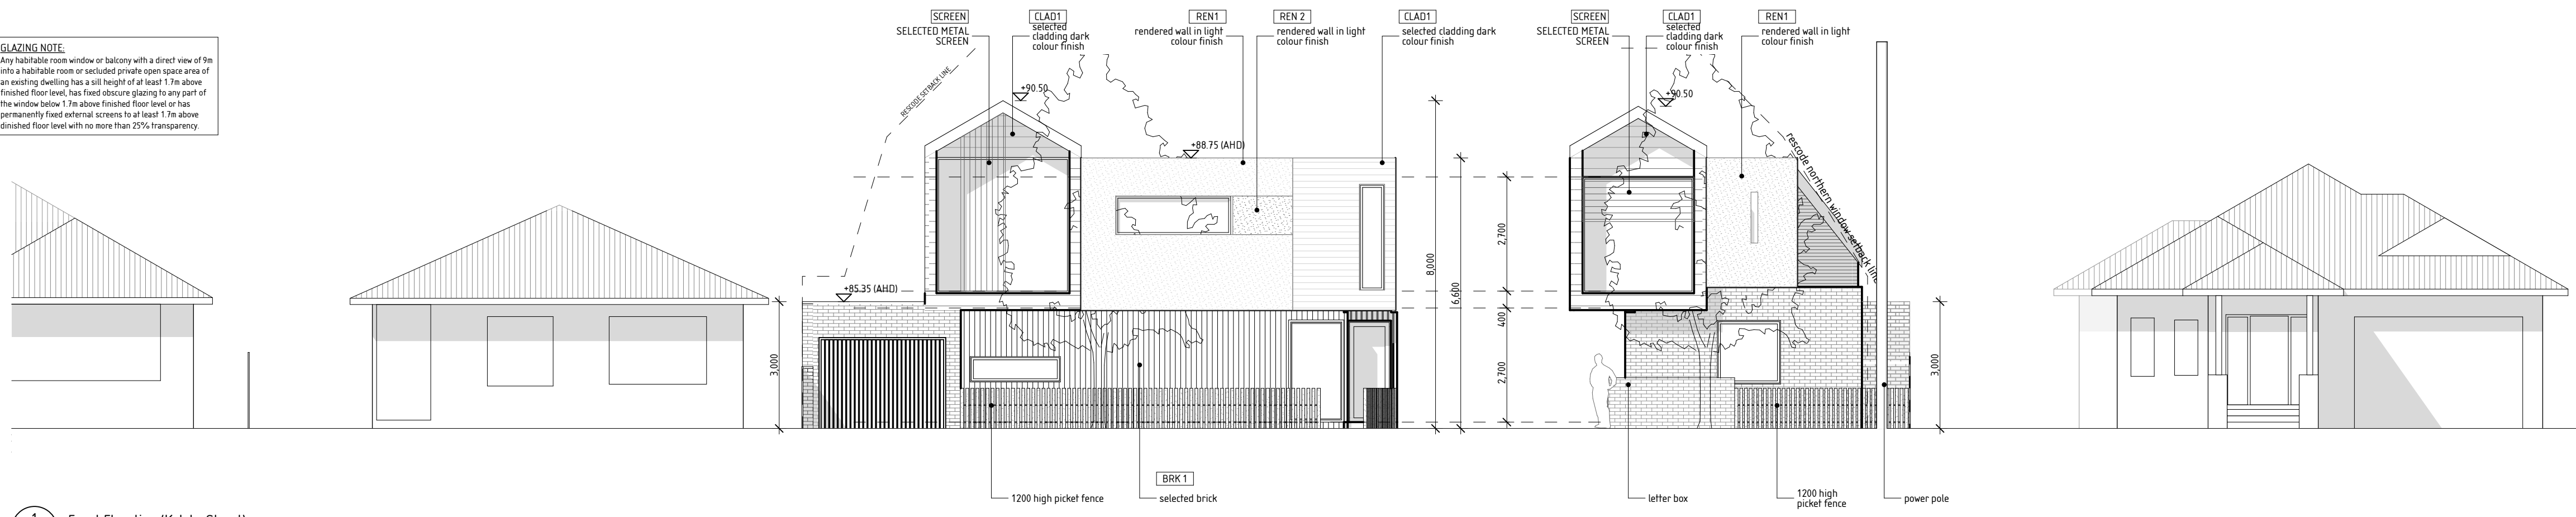 GLAZING NOTE:
Any habitable room window or balcony with a direct view of 9m
into a habitable room or secluded private open space area of
an existing dwelling has a sill height of at least 1.7m above
finished floor level, has fixed obscure glazing to any part of
the window below 1.7m above finished floor level or has
permanently fixed external screens to at least 1.7m above
dinished floor level with no more than 25% transparency.
SCREEN
SELECTED METAL
SCREEN
CLAD1
selected
cladding dark
colour finish
REN1
rendered wall in light
colour finish
REN 2
rendered wall in light
colour finish
CLAD1
selected cladding dark
colour finish
SCREEN
SELECTED METAL
SCREEN
CLAD1
selected
cladding dark
colour finish
REN1
rendered wall in light
colour finish
RESCODE SETBACK LINE
+90.50
+88.75 (AHD)
+85.35 (AHD)
+90.50
rescode northern window setback line
3,000
8,000
6,600
2,700
400
2,700
3,000
BRK 1
1200 high picket fence
selected brick
letter box
1200 high
picket fence
power pole
1